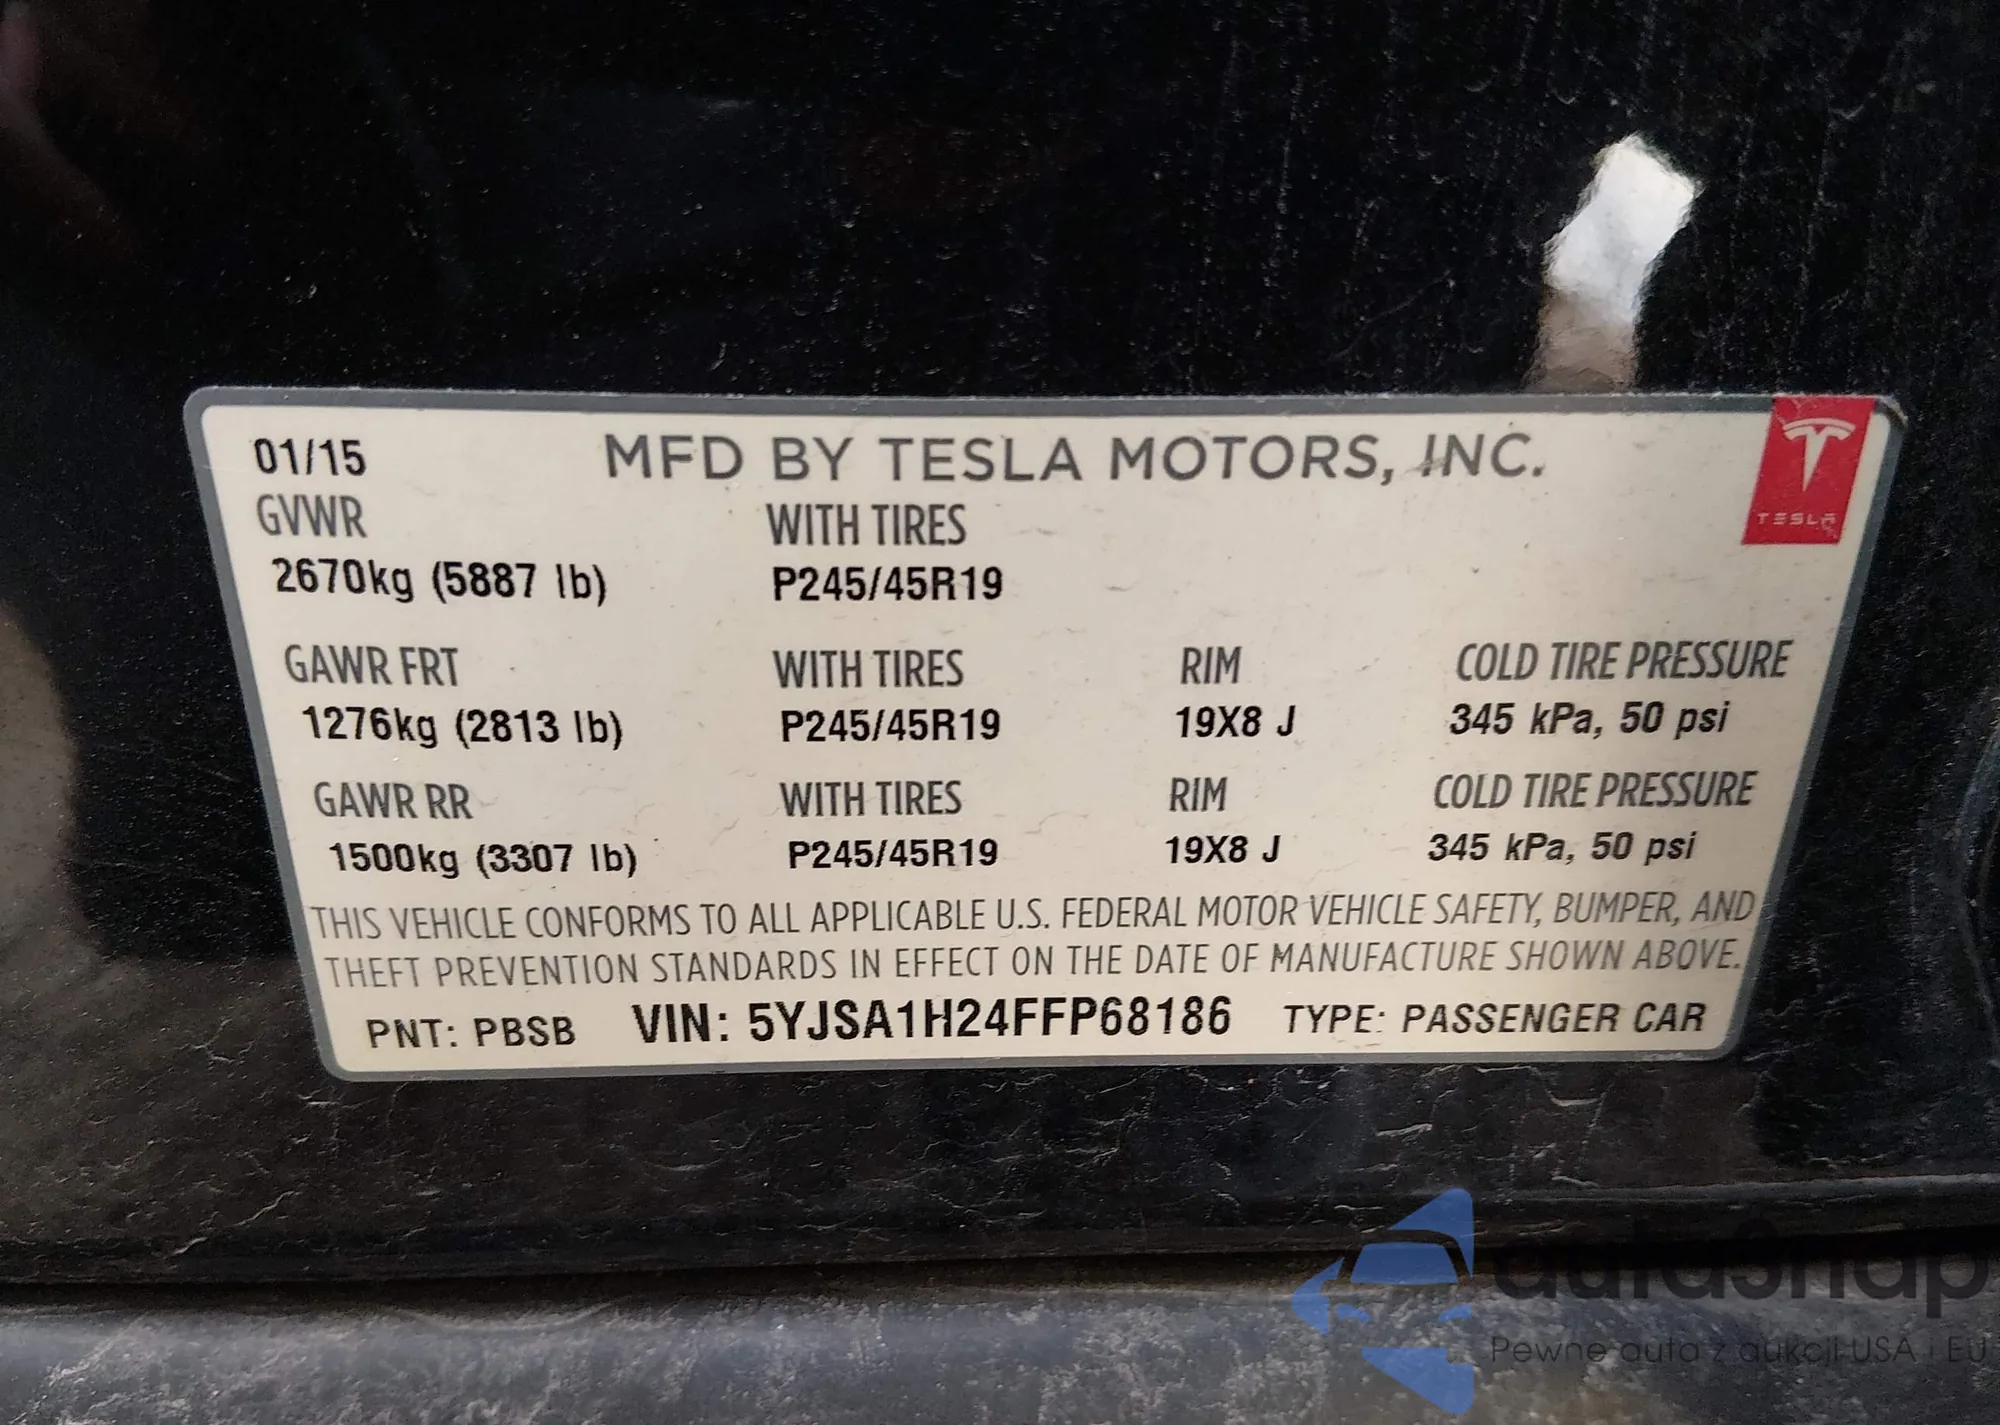 01/15 MFD BY TESLA MOTORS, INC.
TESLA
GVWR WITH TIRES
2670kg (5887 lb) P245/45R19
GAWR FRT WITH TIRES RIM COLD TIRE PRESSURE
1276kg (2813 lb) P245/45R19 19X8 J 345 kPa, 50 psi
GAWR RR WITH TIRES RIM COLD TIRE PRESSURE
1500kg (3307 lb) P245/45R19 19X8 J 345 kPa, 50 psi
THIS VEHICLE CONFORMS TO ALL APPLICABLE U.S. FEDERAL MOTOR VEHICLE SAFETY, BUMPER, AND
THEFT PREVENTION STANDARDS IN EFFECT ON THE DATE OF MANUFACTURE SHOWN ABOVE.
PNT: PBSB VIN: 5YJSA1H24FFP68186 TYPE: PASSENGER CAR
autaSnap
Pewne auta z aukcji USA i EU